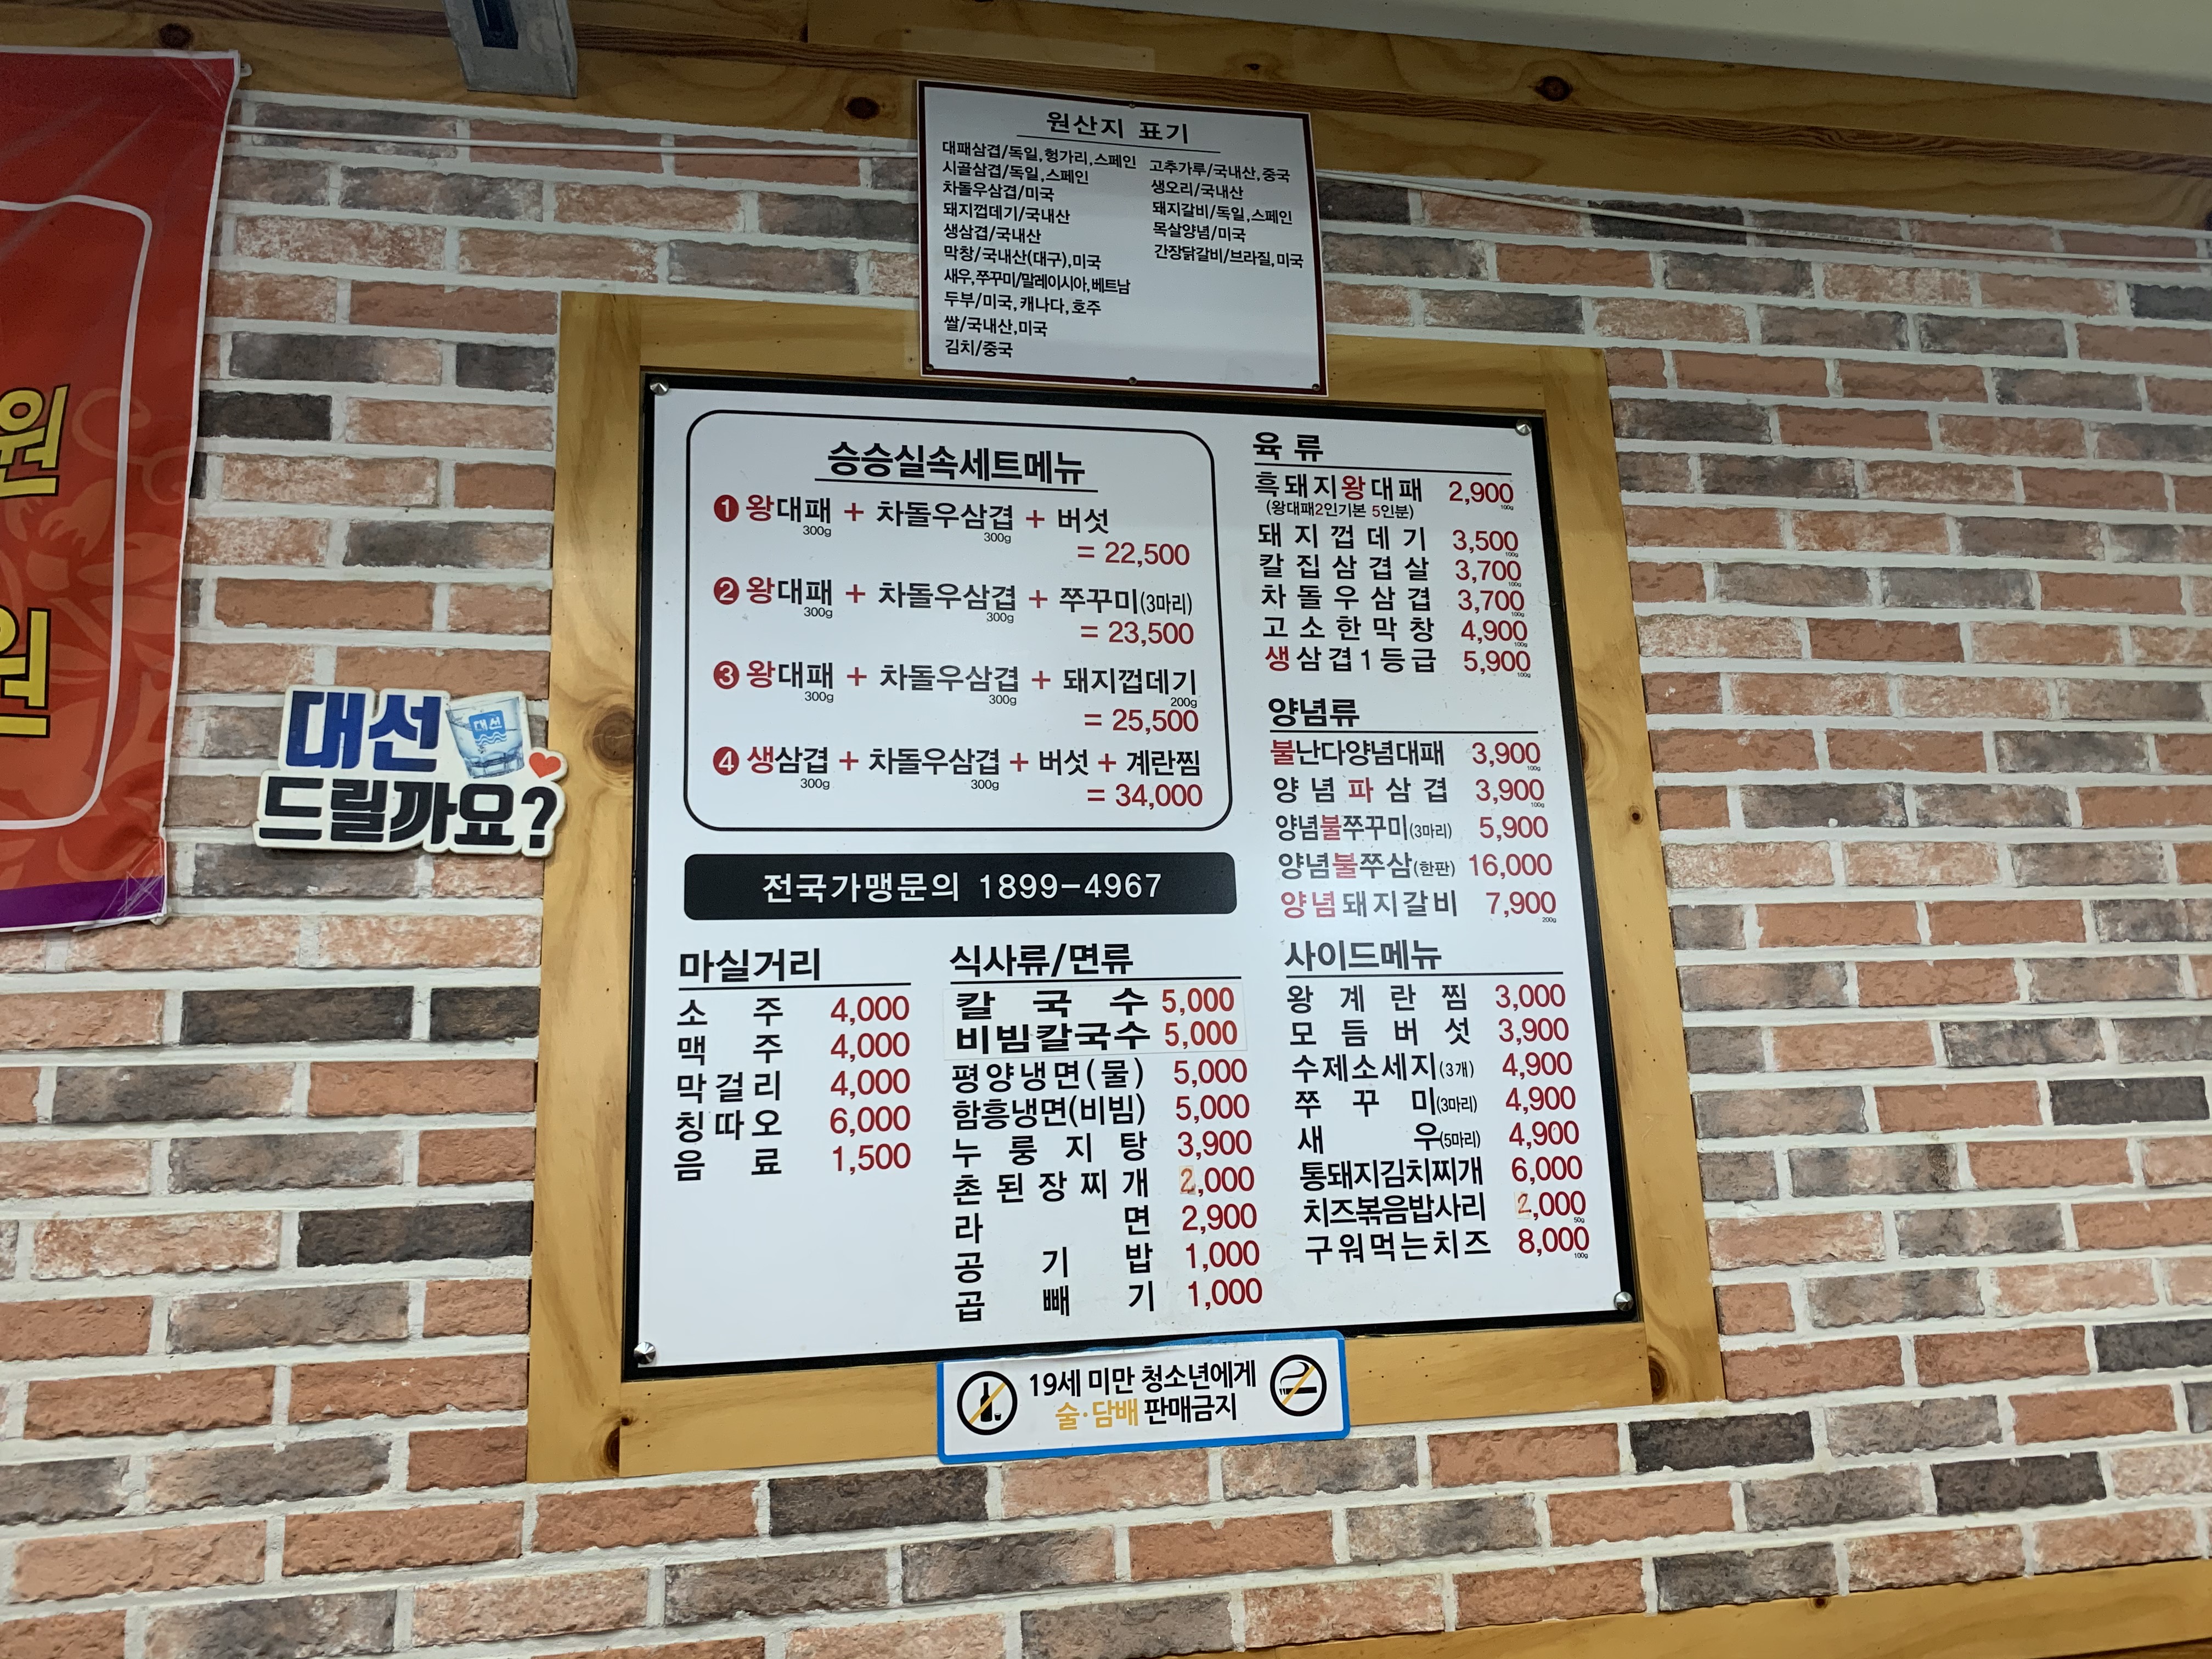 원산지 표기
대패삼겹/독일,헝가리,스페인
시골삼겹/독일,스페인
차돌우삼겹/미국
돼지껍데기/국내산
생삼겹/국내산
막창/국내산(대구),미국
새우,쭈꾸미/말레이시아,베트남
두부/미국, 캐나다, 호주
쌀/국내산,미국
김치/중국
고추가루/국내산,중국
생오리/국내산
돼지갈비/독일,스페인
목살양념/미국
간장닭갈비/브라질,미국
원
원
대선
대선
드릴까요?
승승실속세트메뉴
1 왕대패 + 차돌우삼겹 + 버섯
300g 300g
= 22,500
2 왕대패 + 차돌우삼겹 + 쭈꾸미(3마리)
300g 300g
= 23,500
3 왕대패 + 차돌우삼겹 + 돼지껍데기
300g 300g 200g
= 25,500
4 생삼겹 + 차돌우삼겹 + 버섯 + 계란찜
300g 300g
= 34,000
전국가맹문의 1899-4967
육 류
흑돼지왕대패 2,900
100g
(왕대패2인기본 5인분)
돼지껍데기 3,500
100g
칼집삼겹살 3,700
100g
차돌우삼겹 3,700
100g
고소한막창 4,900
100g
생삼겹1등급 5,900
100g
양념류
불난다양념대패 3,900
100g
양념파삼겹 3,900
100g
양념불쭈꾸미(3마리) 5,900
양념불쭈삼(한판) 16,000
양념돼지갈비 7,900
200g
마실거리
소주 4,000
맥주 4,000
막걸리 4,000
칭따오 6,000
음료 1,500
식사류/면류
칼국수 5,000
비빔칼국수 5,000
평양냉면(물) 5,000
함흥냉면(비빔) 5,000
누룽지탕 3,900
촌된장찌개 2,000
라면 2,900
공기밥 1,000
곱빼기 1,000
사이드메뉴
왕계란찜 3,000
모듬버섯 3,900
수제소세지(3개) 4,900
쭈꾸미(3마리) 4,900
새우(5마리) 4,900
통돼지김치찌개 6,000
치즈볶음밥사리 2,000
50g
구워먹는치즈 8,000
100g
19세 미만 청소년에게
술·담배 판매금지